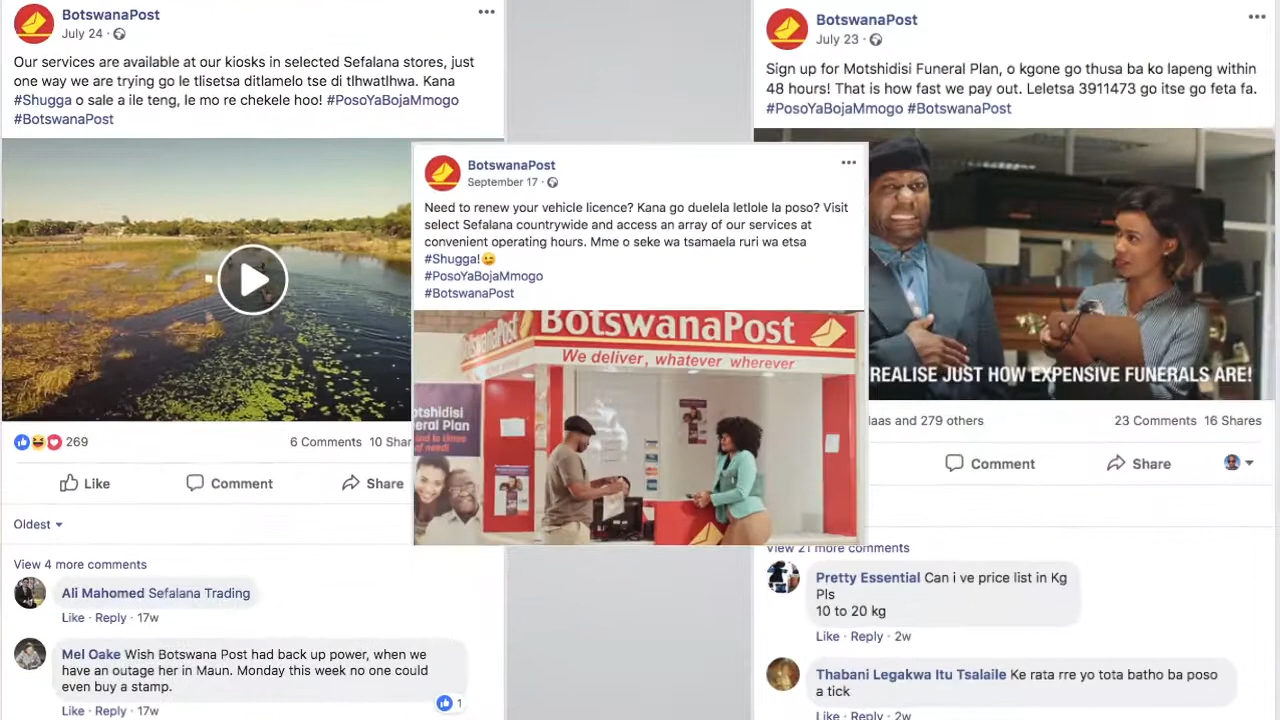 BotswanaPost
July 24 ·
Our services are available at our kiosks in selected Sefalana stores, just
one way we are trying go le tlisetsa ditlamelo tse di tlhwatlhwa. Kana
#Shugga o sale a ile teng, le mo re chekele hoo! #PosoYaBojaMmogo
#BotswanaPost
269
6 Comments 10 Shar
Like Comment Share
Oldest
View 4 more comments
Ali Mahomed Sefalana Trading
Like · Reply · 17w
Mel Oake Wish Botswana Post had back up power, when we
have an outage her in Maun. Monday this week no one could
even buy a stamp.
1
Like · Reply · 17w
BotswanaPost
September 17 ·
Need to renew your vehicle licence? Kana go duelela letlole la poso? Visit
select Sefalana countrywide and access an array of our services at
convenient operating hours. Mme o seke wa tsamaela ruri wa etsa
#Shugga!😉
#PosoYaBojaMmogo
#BotswanaPost
BotswanaPost
We deliver, whatever wherever
otshidisi
eral Plan
BotswanaPost
July 23 ·
Sign up for Motshidisi Funeral Plan, o kgone go thusa ba ko lapeng within
48 hours! That is how fast we pay out. Leletsa 3911473 go itse go feta fa.
#PosoYaBojaMmogo #BotswanaPost
REALISE JUST HOW EXPENSIVE FUNERALS ARE!
laas and 279 others
23 Comments 16 Shares
Comment Share
View 21 more comments
Pretty Essential Can i ve price list in Kg
Pls
10 to 20 kg
Like · Reply · 2w
Thabani Legakwa Itu Tsalaile Ke rata rre yo tota batho ba poso
a tick
Like · Reply · 2w